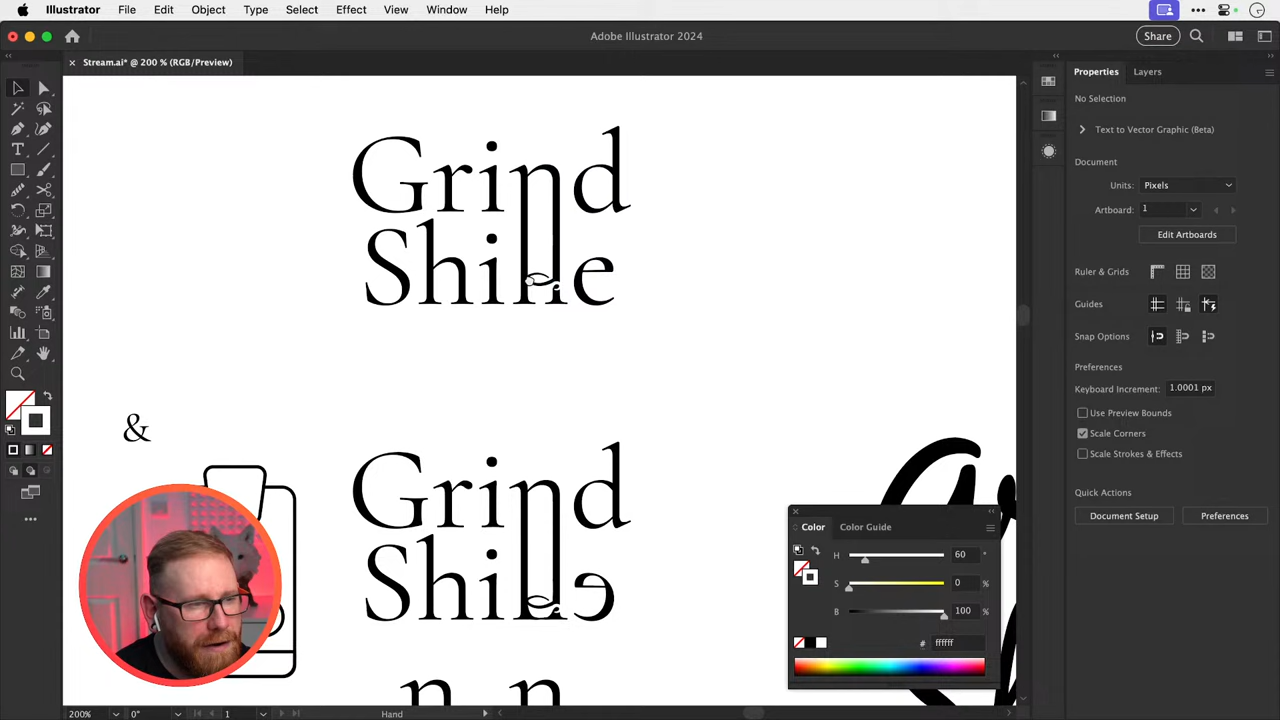 Illustrator File Edit Object Type Select Effect View Window Help
Adobe Illustrator 2024
Share
Stream.ai* @ 200 % (RGB/Preview)
Properties Layers
No Selection
Text to Vector Graphic (Beta)
Document
Units: Pixels
Artboard: 1
Edit Artboards
Ruler & Grids
Guides
Snap Options
Preferences
Keyboard Increment: 1.0001 px
Use Preview Bounds
Scale Corners
Scale Strokes & Effects
Quick Actions
Document Setup Preferences
Grind
Shine
&
Grind
Shine
n n
Color Color Guide
H 60 °
S 0 %
B 100 %
# ffffff
200% 0° 1 Hand